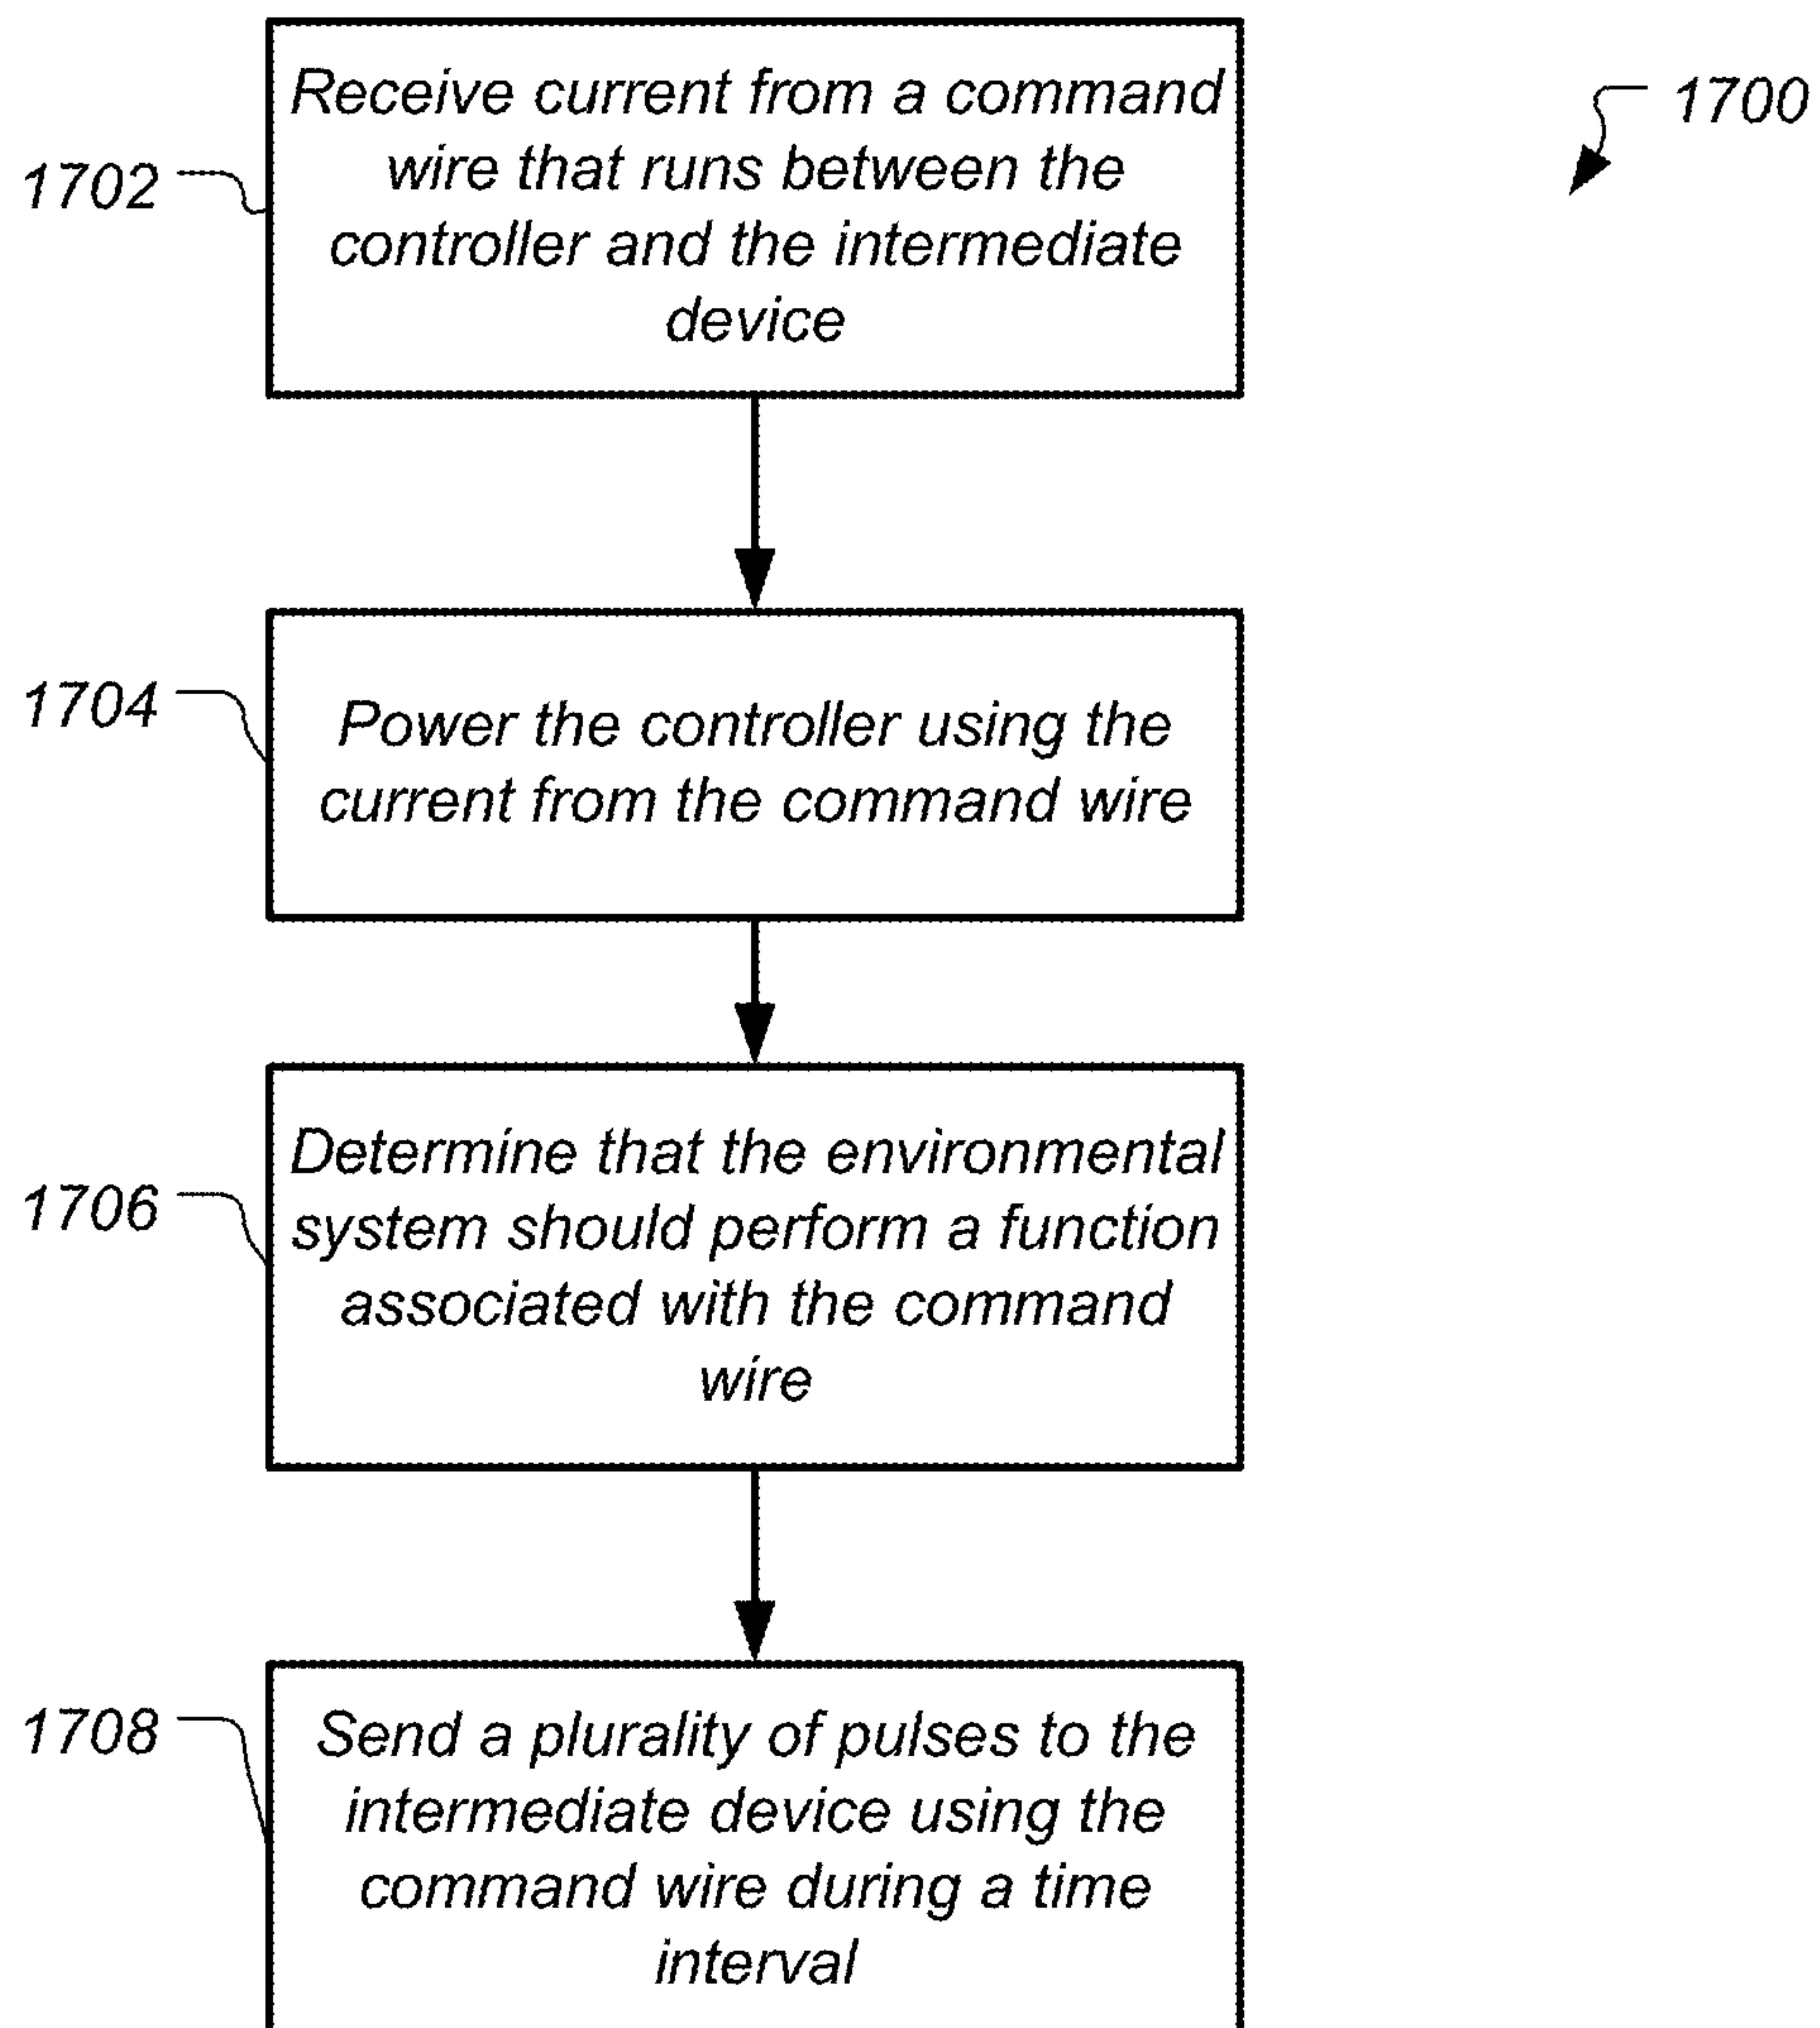 1700
1702
Receive current from a command
wire that runs between the
controller and the intermediate
device
1704
Power the controller using the
current from the command wire
1706
Determine that the environmental
system should perform a function
associated with the command
wire
1708
Send a plurality of pulses to the
intermediate device using the
command wire during a time
interval